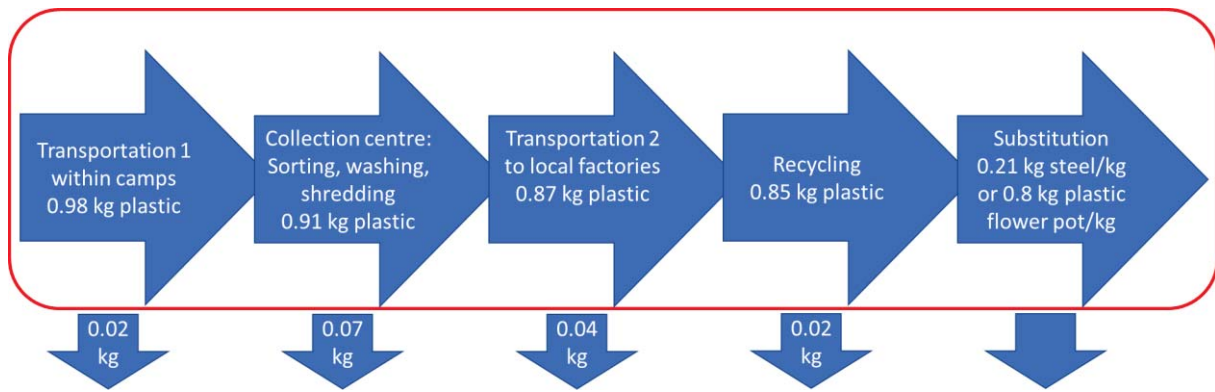 Transportation 1
within camps
0.98 kg plastic
Collection centre:
Sorting, washing,
shredding
0.91 kg plastic
Transportation 2
to local factories
0.87 kg plastic
Recycling
0.85 kg plastic
Substitution
0.21 kg steel/kg
or 0.8 kg plastic
flower pot/kg
0.02
kg
0.07
kg
0.04
kg
0.02
kg